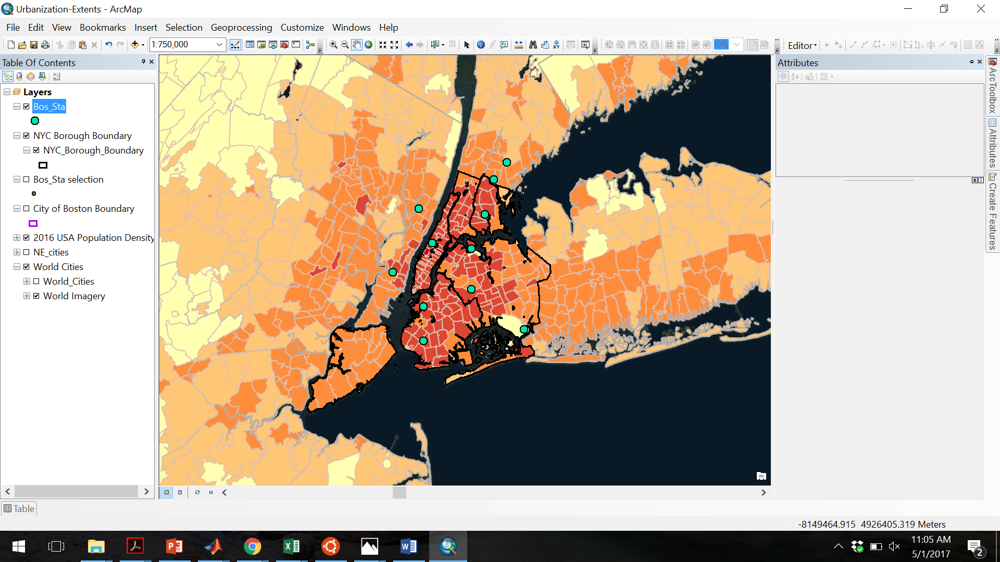 Urbanization-Extents - ArcMap
File Edit View Bookmarks Insert Selection Geoprocessing Customize Windows Help
1:750,000
Editor
Table Of Contents
Attributes
Layers
Bos_Sta
NYC Borough Boundary
NYC_Borough_Boundary
Bos_Sta selection
City of Boston Boundary
2016 USA Population Density
NE_cities
World Cities
World_Cities
World Imagery
ArcToolbox
Attributes
Create Features
Table
-8149464.915 4926405.319 Meters
11:05 AM
5/1/2017
2